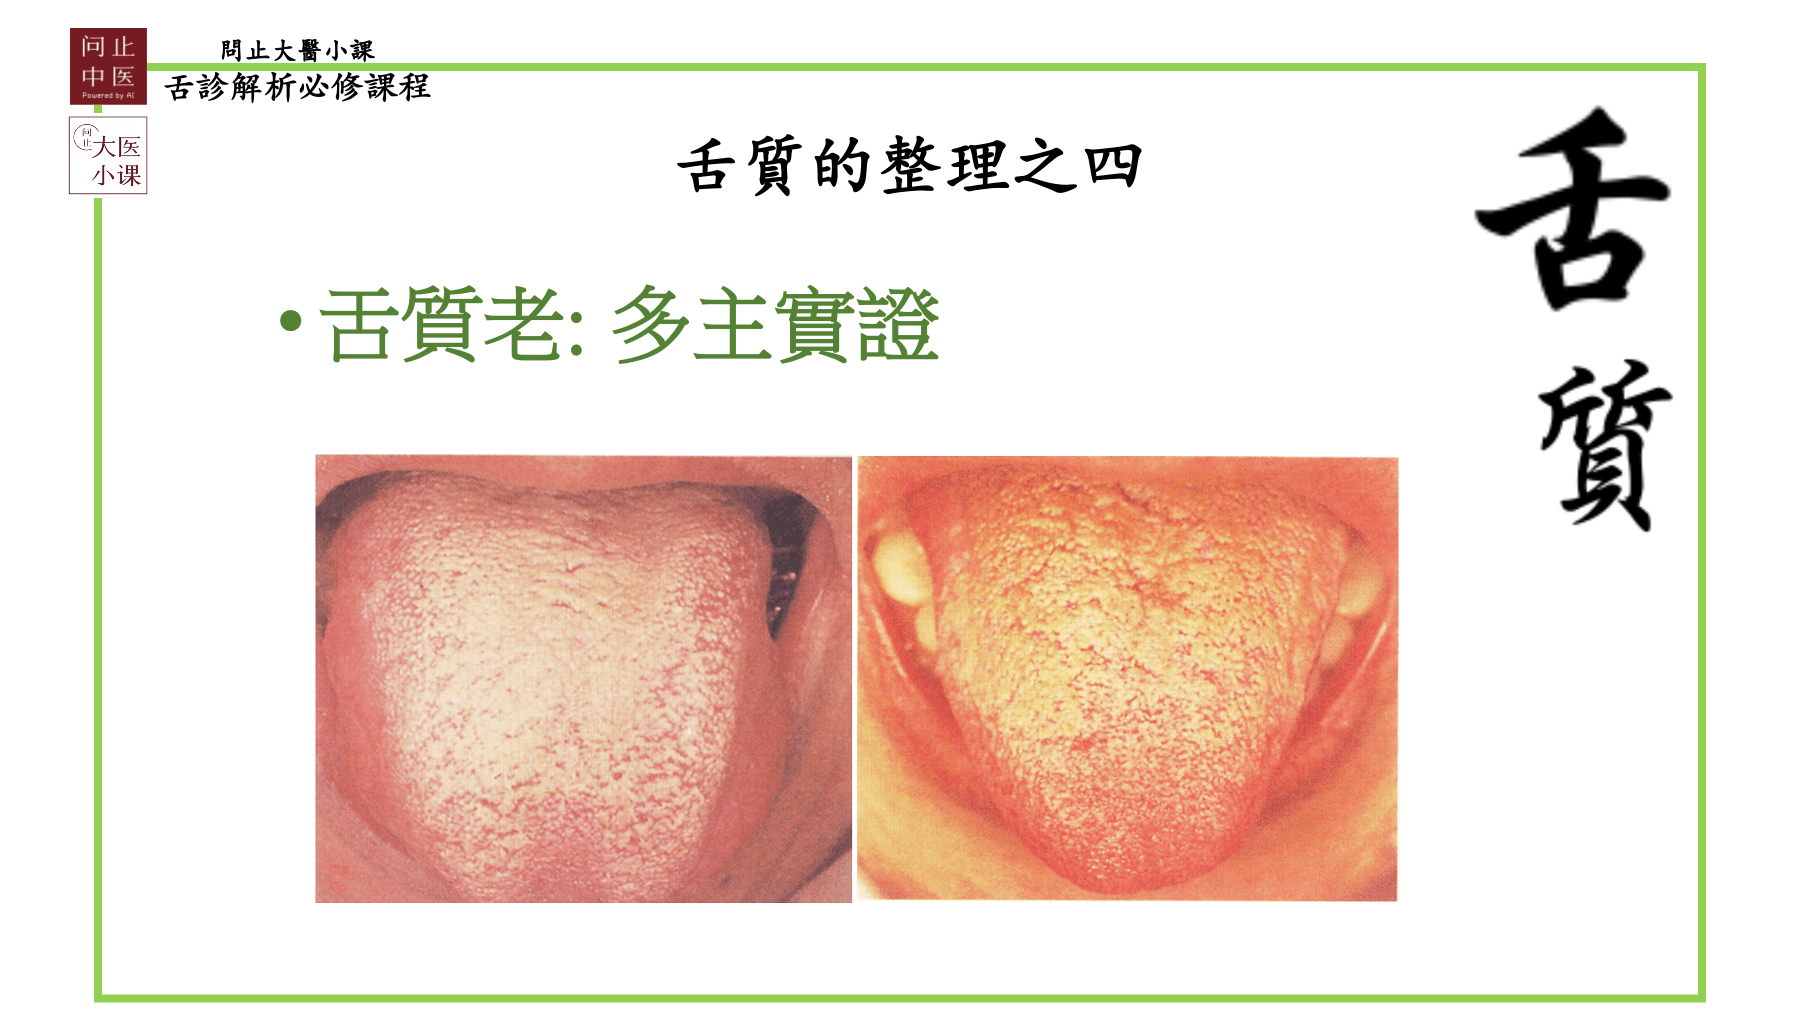 问止
中医
Powered by AI
問止大醫小課
舌診解析必修課程
问止
大医
小课
舌質的整理之四
舌質
• 舌質老: 多主實證